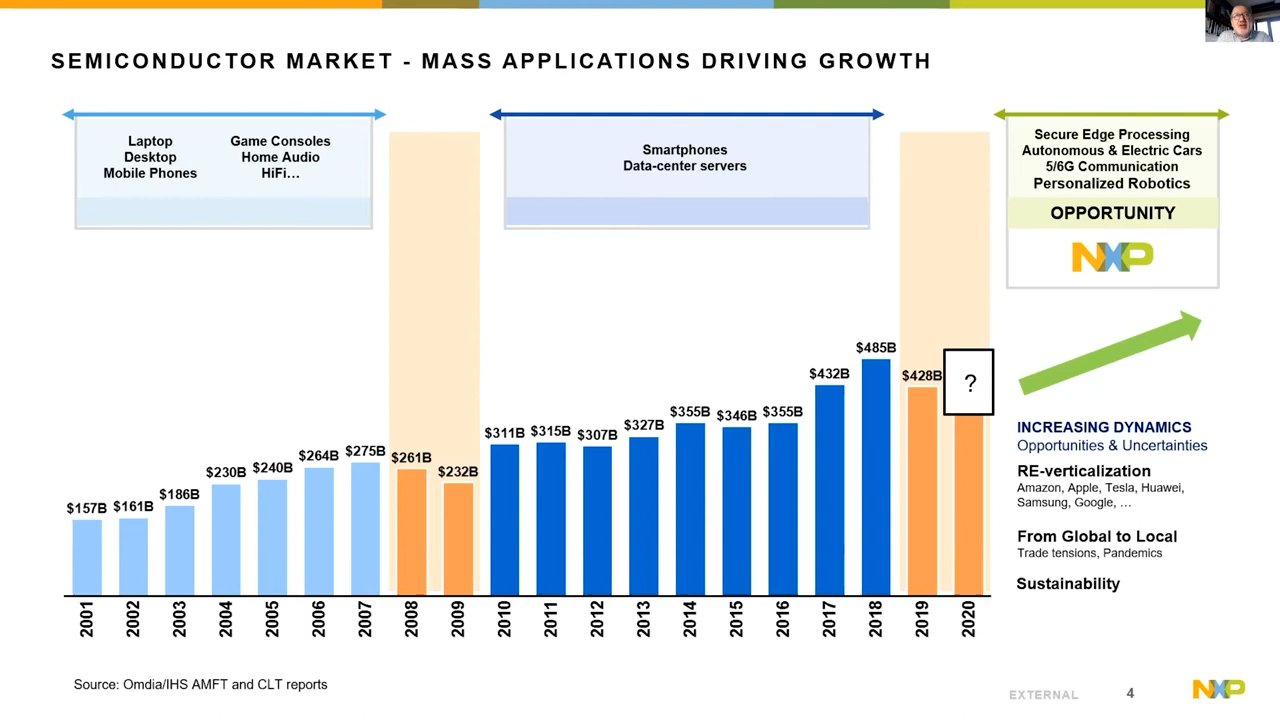 SEMICONDUCTOR MARKET - MASS APPLICATIONS DRIVING GROWTH
Laptop
Desktop
Mobile Phones
Game Consoles
Home Audio
HiFi…
Smartphones
Data-center servers
Secure Edge Processing
Autonomous & Electric Cars
5/6G Communication
Personalized Robotics
OPPORTUNITY
NXP
$157B
$161B
$186B
$230B
$240B
$264B
$275B
$261B
$232B
$311B
$315B
$307B
$327B
$355B
$346B
$355B
$432B
$485B
$428B
?
2001
2002
2003
2004
2005
2006
2007
2008
2009
2010
2011
2012
2013
2014
2015
2016
2017
2018
2019
2020
INCREASING DYNAMICS
Opportunities & Uncertainties
RE-verticalization
Amazon, Apple, Tesla, Huawei,
Samsung, Google, …
From Global to Local
Trade tensions, Pandemics
Sustainability
Source: Omdia/IHS AMFT and CLT reports
EXTERNAL
4
NXP